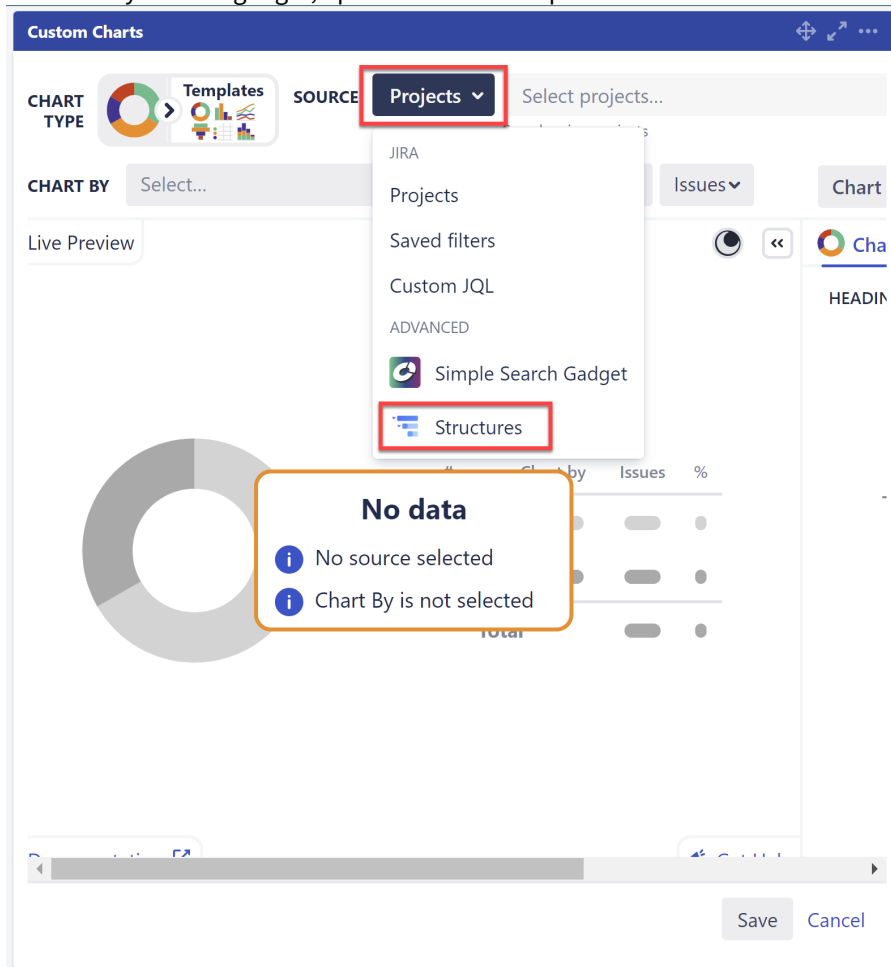 Custom Charts
CHART TYPE
Templates
SOURCE
Projects
Select projects...
JIRA
Projects
Saved filters
Custom JQL
ADVANCED
Simple Search Gadget
Structures
CHART BY
Select...
Issues
Chart
Live Preview
Cha
HEADIN
by
Issues
%
No data
No source selected
Chart By is not selected
Total
Save
Cancel